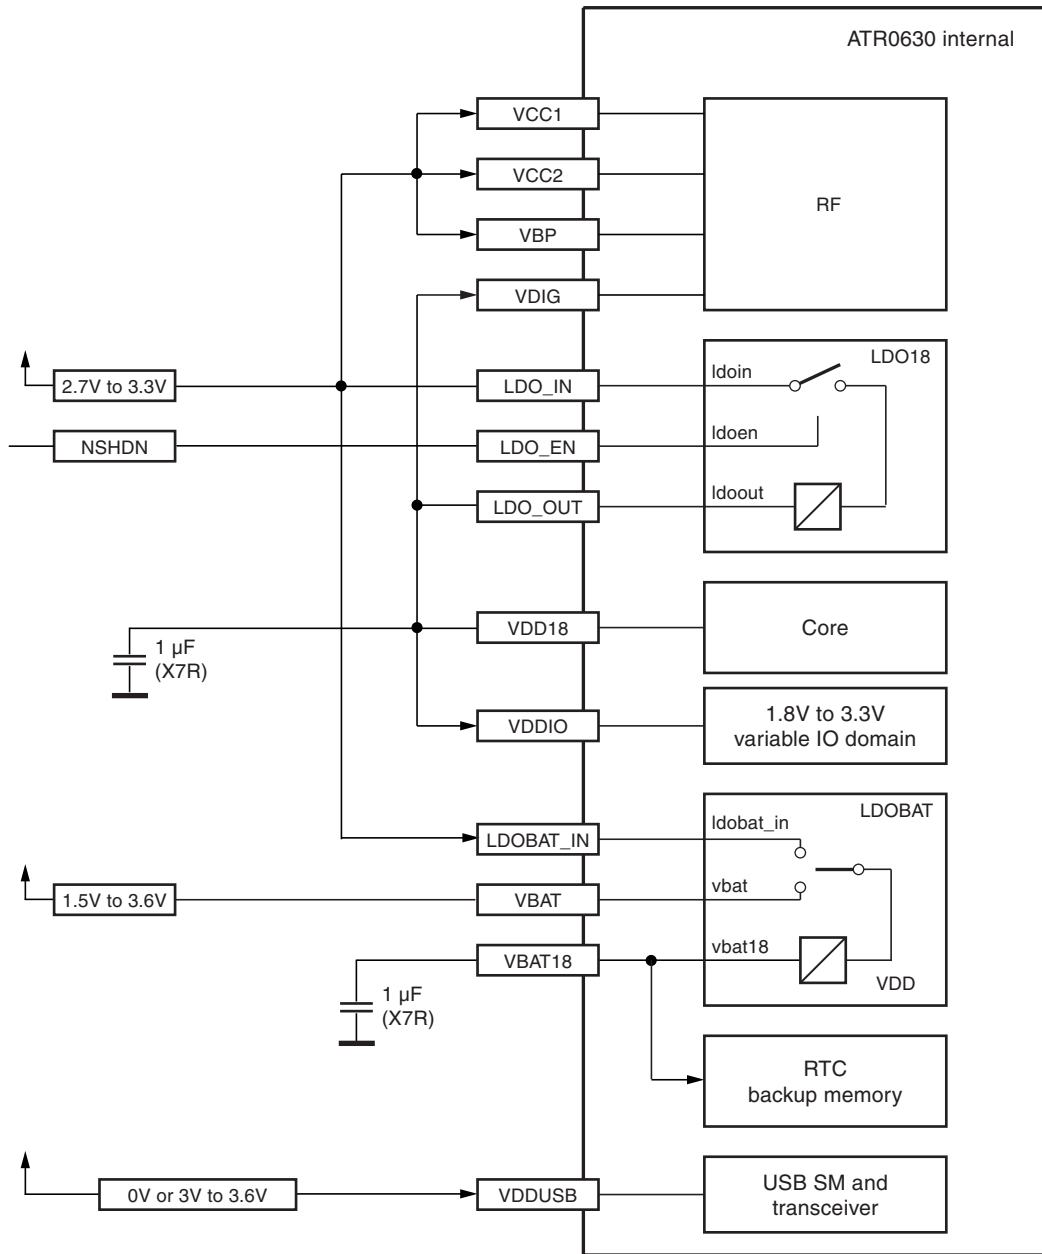 ATR0630 internal
VCC1
VCC2
VBP
VDIG
RF
2.7V to 3.3V
LDO_IN
ldoin
LDO18
NSHDN
LDO_EN
ldoen
LDO_OUT
ldoout
1 µF
(X7R)
VDD18
Core
VDDIO
1.8V to 3.3V
variable IO domain
LDOBAT_IN
ldobat_in
LDOBAT
1.5V to 3.6V
VBAT
vbat
VBAT18
vbat18
VDD
1 µF
(X7R)
RTC
backup memory
0V or 3V to 3.6V
VDDUSB
USB SM and
transceiver